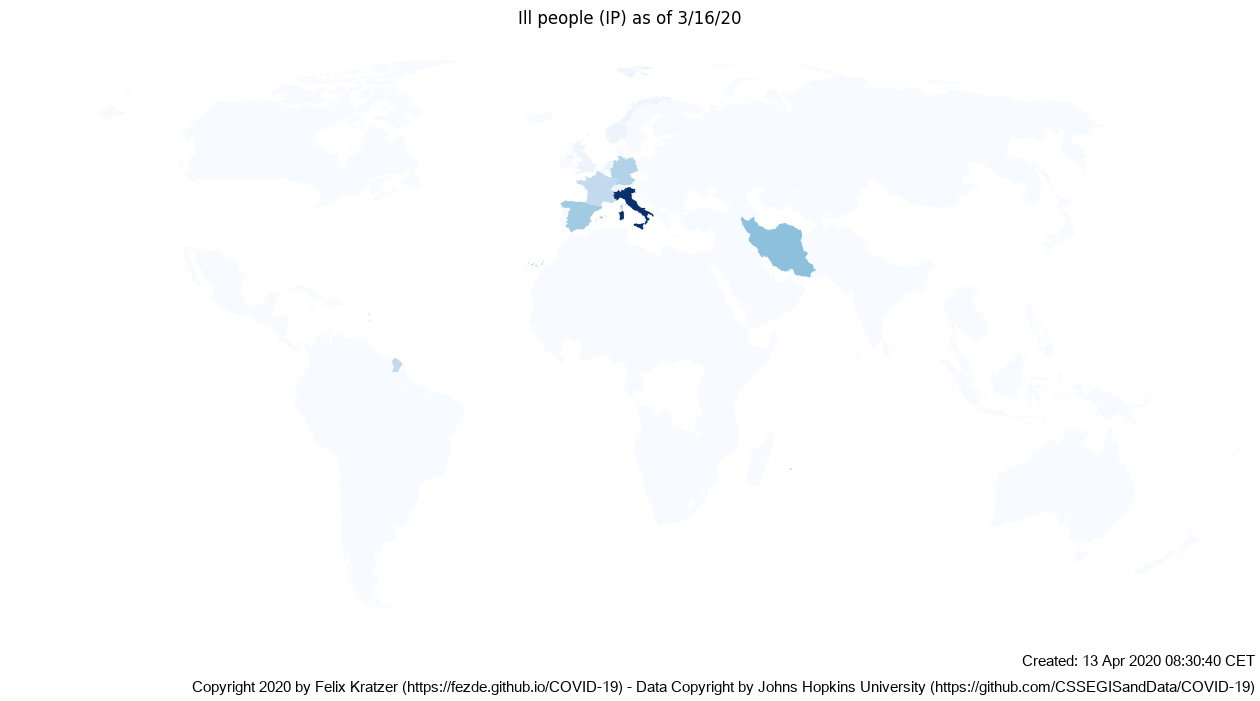 Ill people (IP) as of 3/16/20
Created: 13 Apr 2020 08:30:40 CET
Copyright 2020 by Felix Kratzer (https://fezde.github.io/COVID-19) - Data Copyright by Johns Hopkins University (https://github.com/CSSEGISandData/COVID-19)